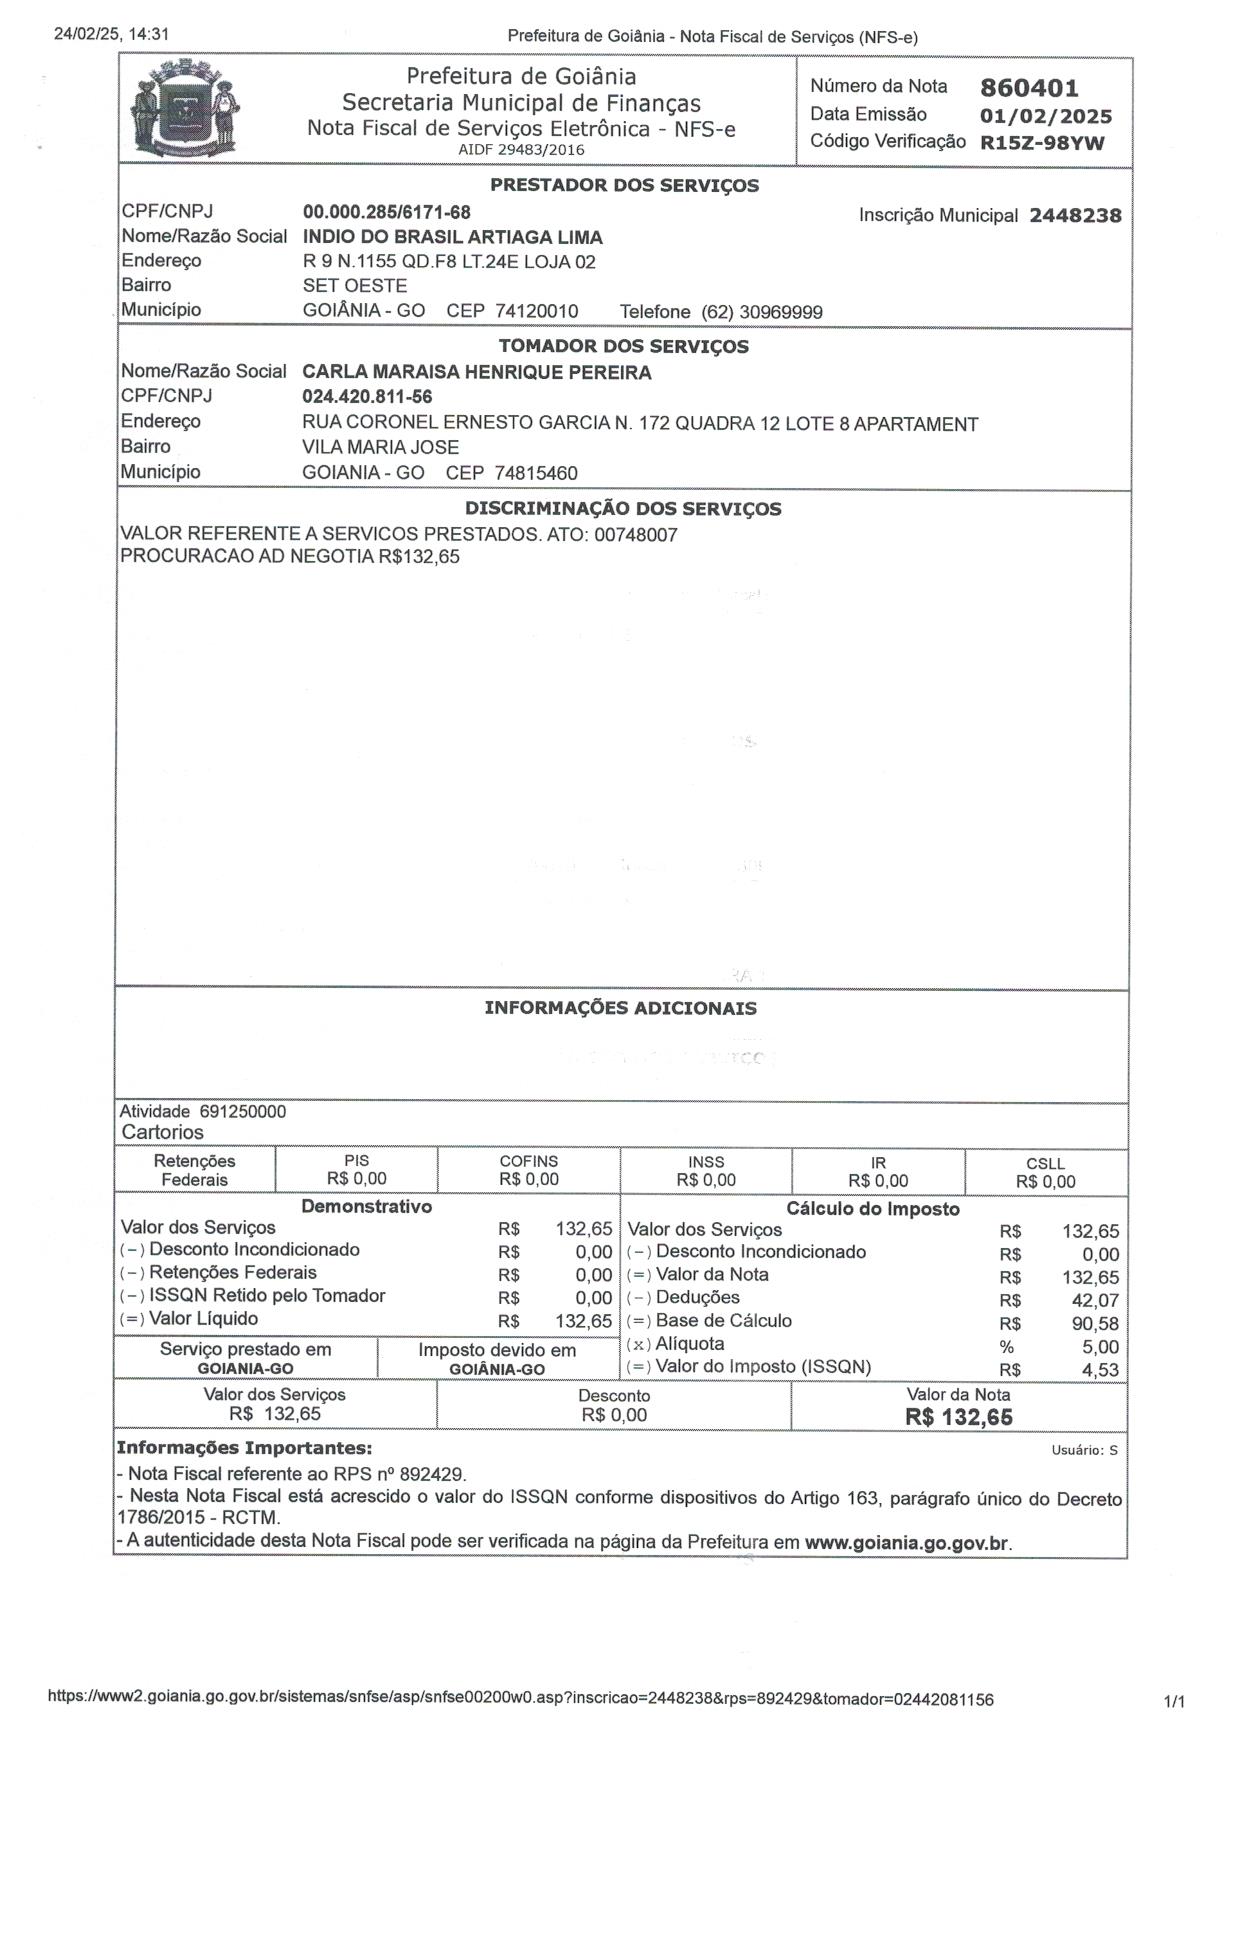 24/02/25, 14:31
Prefeitura de Goiânia - Nota Fiscal de Serviços (NFS-e)
Prefeitura de Goiânia
Secretaria Municipal de Finanças
Nota Fiscal de Serviços Eletrônica - NFS-e
AIDF 29483/2016
Número da Nota 860401
Data Emissão 01/02/2025
Código Verificação R15Z-98YW
PRESTADOR DOS SERVIÇOS
CPF/CNPJ 00.000.285/6171-68 Inscrição Municipal 2448238
Nome/Razão Social INDIO DO BRASIL ARTIAGA LIMA
Endereço R 9 N.1155 QD.F8 LT.24E LOJA 02
Bairro SET OESTE
Município GOIÂNIA - GO CEP 74120010 Telefone (62) 30969999
TOMADOR DOS SERVIÇOS
Nome/Razão Social CARLA MARAISA HENRIQUE PEREIRA
CPF/CNPJ 024.420.811-56
Endereço RUA CORONEL ERNESTO GARCIA N. 172 QUADRA 12 LOTE 8 APARTAMENT
Bairro VILA MARIA JOSE
Município GOIANIA - GO CEP 74815460
DISCRIMINAÇÃO DOS SERVIÇOS
VALOR REFERENTE A SERVICOS PRESTADOS. ATO: 00748007
PROCURACAO AD NEGOTIA R$132,65
INFORMAÇÕES ADICIONAIS
Atividade 691250000
Cartorios
Retenções Federais
PIS R$ 0,00
COFINS R$ 0,00
INSS R$ 0,00
IR R$ 0,00
CSLL R$ 0,00
Demonstrativo
Valor dos Serviços R$ 132,65
(-) Desconto Incondicionado R$ 0,00
(-) Retenções Federais R$ 0,00
(-) ISSQN Retido pelo Tomador R$ 0,00
(=) Valor Líquido R$ 132,65
Serviço prestado em
GOIANIA-GO
Imposto devido em
GOIÂNIA-GO
Cálculo do Imposto
Valor dos Serviços R$ 132,65
(-) Desconto Incondicionado R$ 0,00
(=) Valor da Nota R$ 132,65
(-) Deduções R$ 42,07
(=) Base de Cálculo R$ 90,58
(x) Alíquota % 5,00
(=) Valor do Imposto (ISSQN) R$ 4,53
Valor dos Serviços
R$ 132,65
Desconto
R$ 0,00
Valor da Nota
R$ 132,65
Informações Importantes: Usuário: S
- Nota Fiscal referente ao RPS nº 892429.
- Nesta Nota Fiscal está acrescido o valor do ISSQN conforme dispositivos do Artigo 163, parágrafo único do Decreto
1786/2015 - RCTM.
- A autenticidade desta Nota Fiscal pode ser verificada na página da Prefeitura em www.goiania.go.gov.br.
https://www2.goiania.go.gov.br/sistemas/snfse/asp/snfse00200w0.asp?inscricao=2448238&rps=892429&tomador=02442081156
1/1